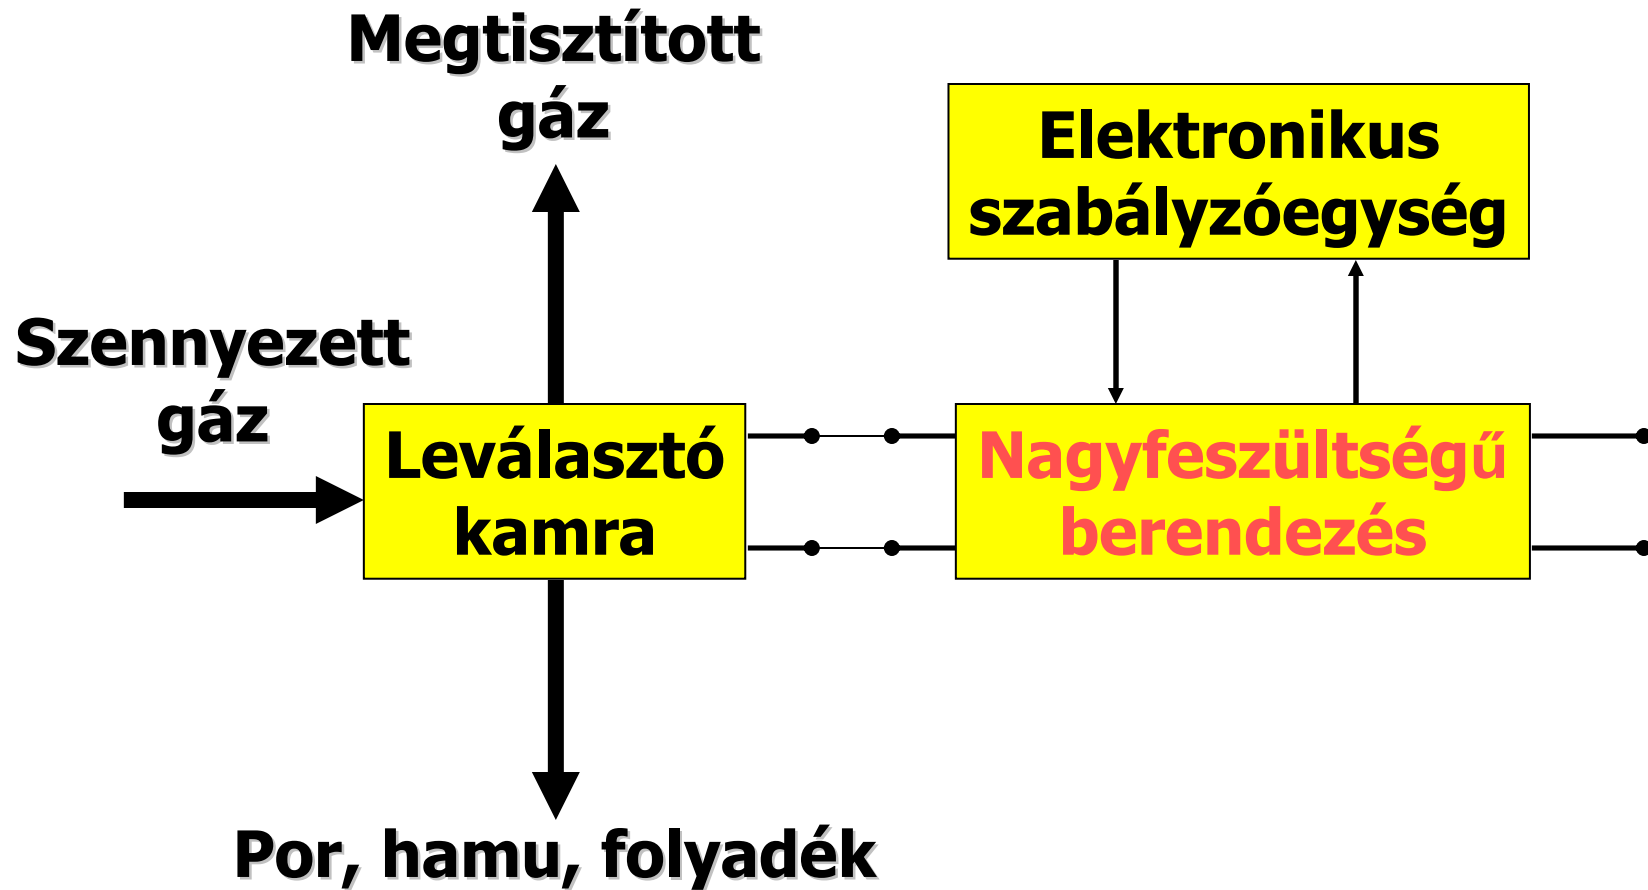 Megtisztított
gáz
Elektronikus
szabályzóegység
Szennyezett
gáz
Leválasztó
kamra
Nagyfeszültségű
berendezés
Por, hamu, folyadék